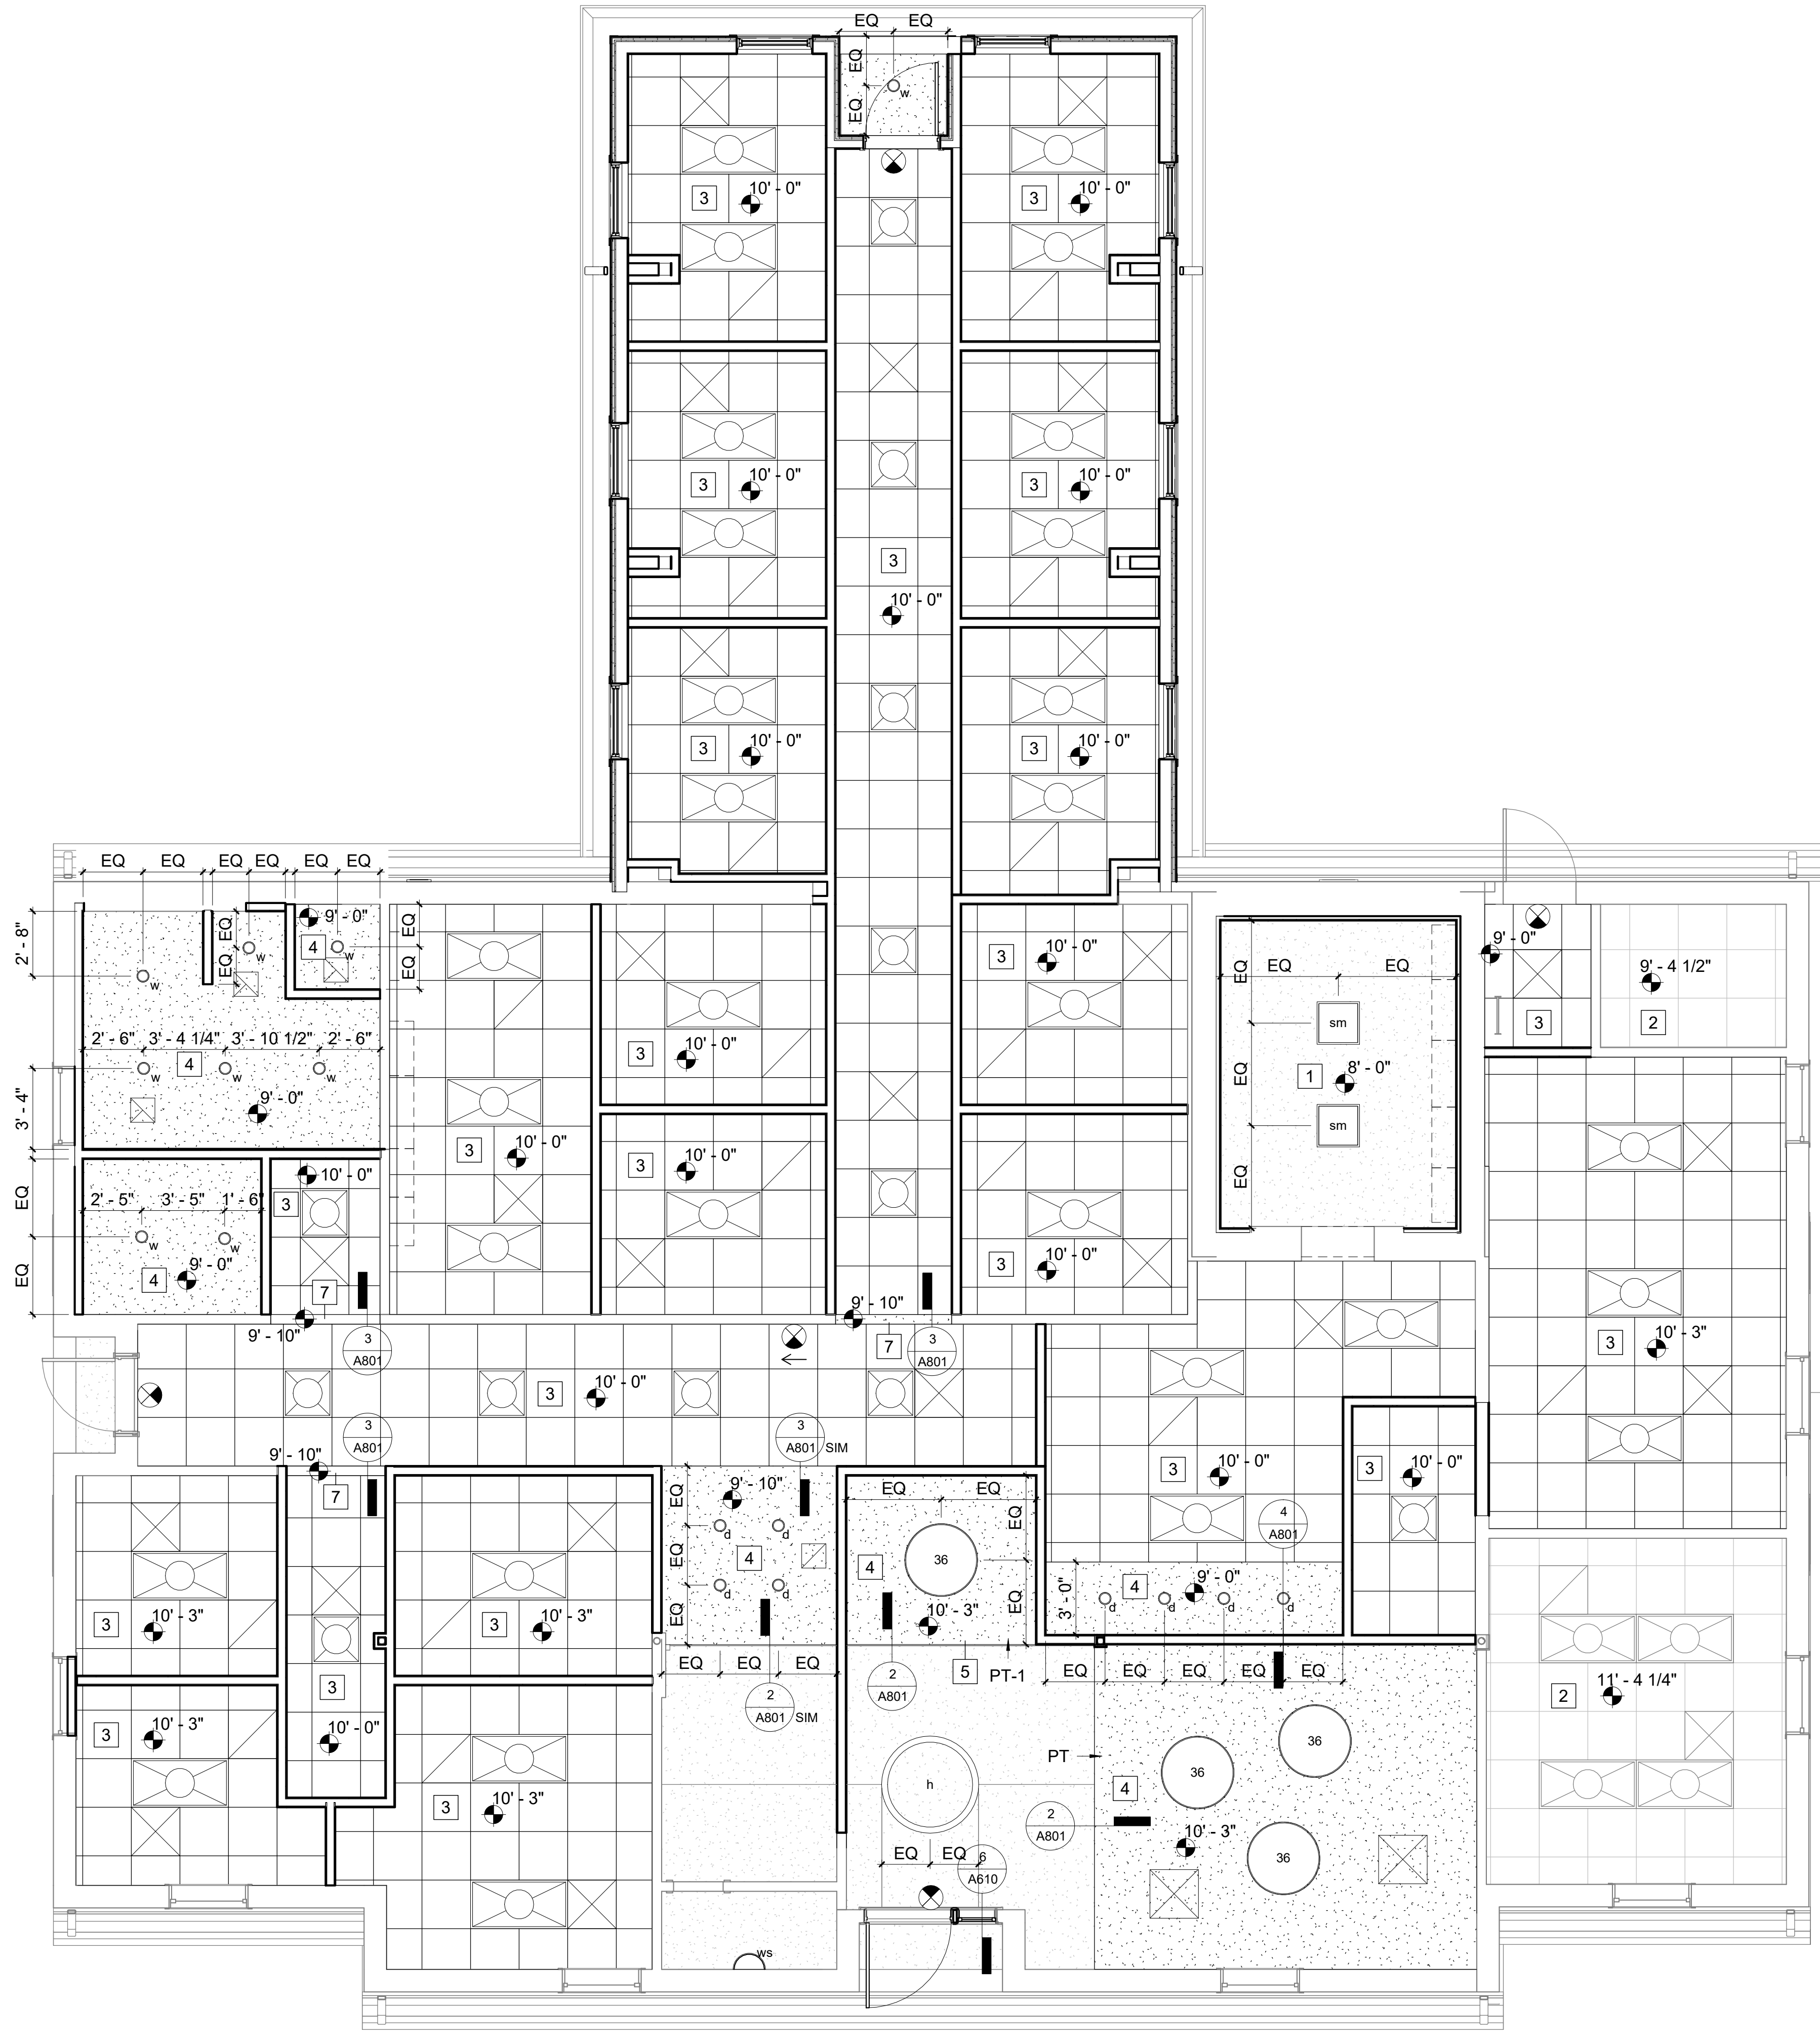 EQ EQ
EQ
EQ
w
10' - 0"
3
10' - 0"
3
10' - 0"
3
10' - 0"
3
3
10' - 0"
10' - 0"
3
10' - 0"
3
EQ EQ EQ EQ EQ EQ
2' - 8"
EQ
EQ
w
w
9' - 0"
4
w
EQ
EQ
2' - 6" 3' - 4 1/4" 3' - 10 1/2" 2' - 6"
4
w
w
w
3' - 4"
9' - 0"
3
10' - 0"
3
10' - 0"
3
10' - 0"
3
10' - 0"
3
10' - 0"
EQ
EQ
EQ
EQ EQ
sm
1
8' - 0"
sm
9' - 0"
3
9' - 4 1/2"
2
EQ
EQ
2' - 5" 3' - 5" 1' - 6"
w
w
4
9' - 0"
10' - 0"
3
7
9' - 10"
3
A801
9' - 10"
7
3
A801
3
10' - 0"
3
10' - 3"
3
A801
9' - 10"
7
3
A801 SIM
9' - 10"
EQ
EQ
EQ
d
d
4
d
d
EQ EQ EQ
2
A801 SIM
3
10' - 3"
3
10' - 3"
3
10' - 0"
3
10' - 3"
3
10' - 3"
EQ EQ
EQ
EQ
36
4
10' - 3"
2
A801
5
PT-1
3
10' - 0"
3
10' - 0"
4
A801
3' - 0"
4
9' - 0"
d
d
d
d
EQ EQ EQ EQ EQ
PT
4
36
36
36
10' - 3"
2
A801
h
EQ EQ
6
A610
ws
2
11' - 4 1/4"